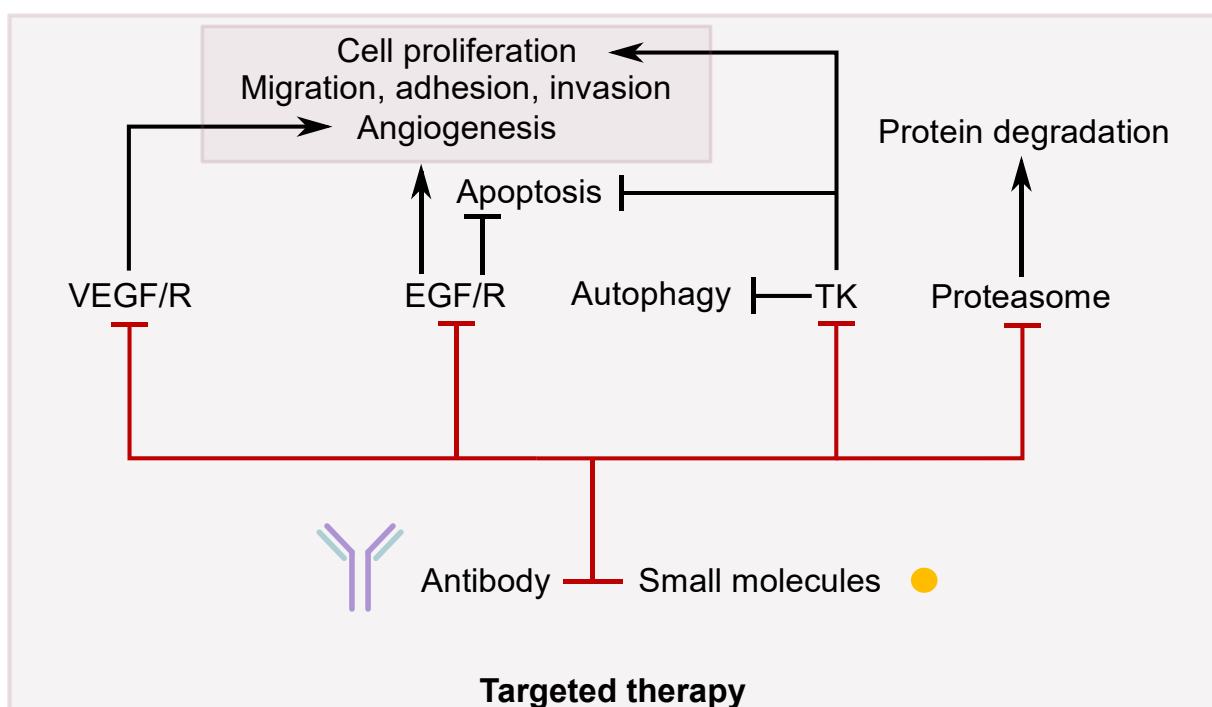 Cell proliferation
Migration, adhesion, invasion
Angiogenesis
Protein degradation
Apoptosis
VEGF/R
EGF/R
Autophagy
TK
Proteasome
Antibody
Small molecules
Targeted therapy